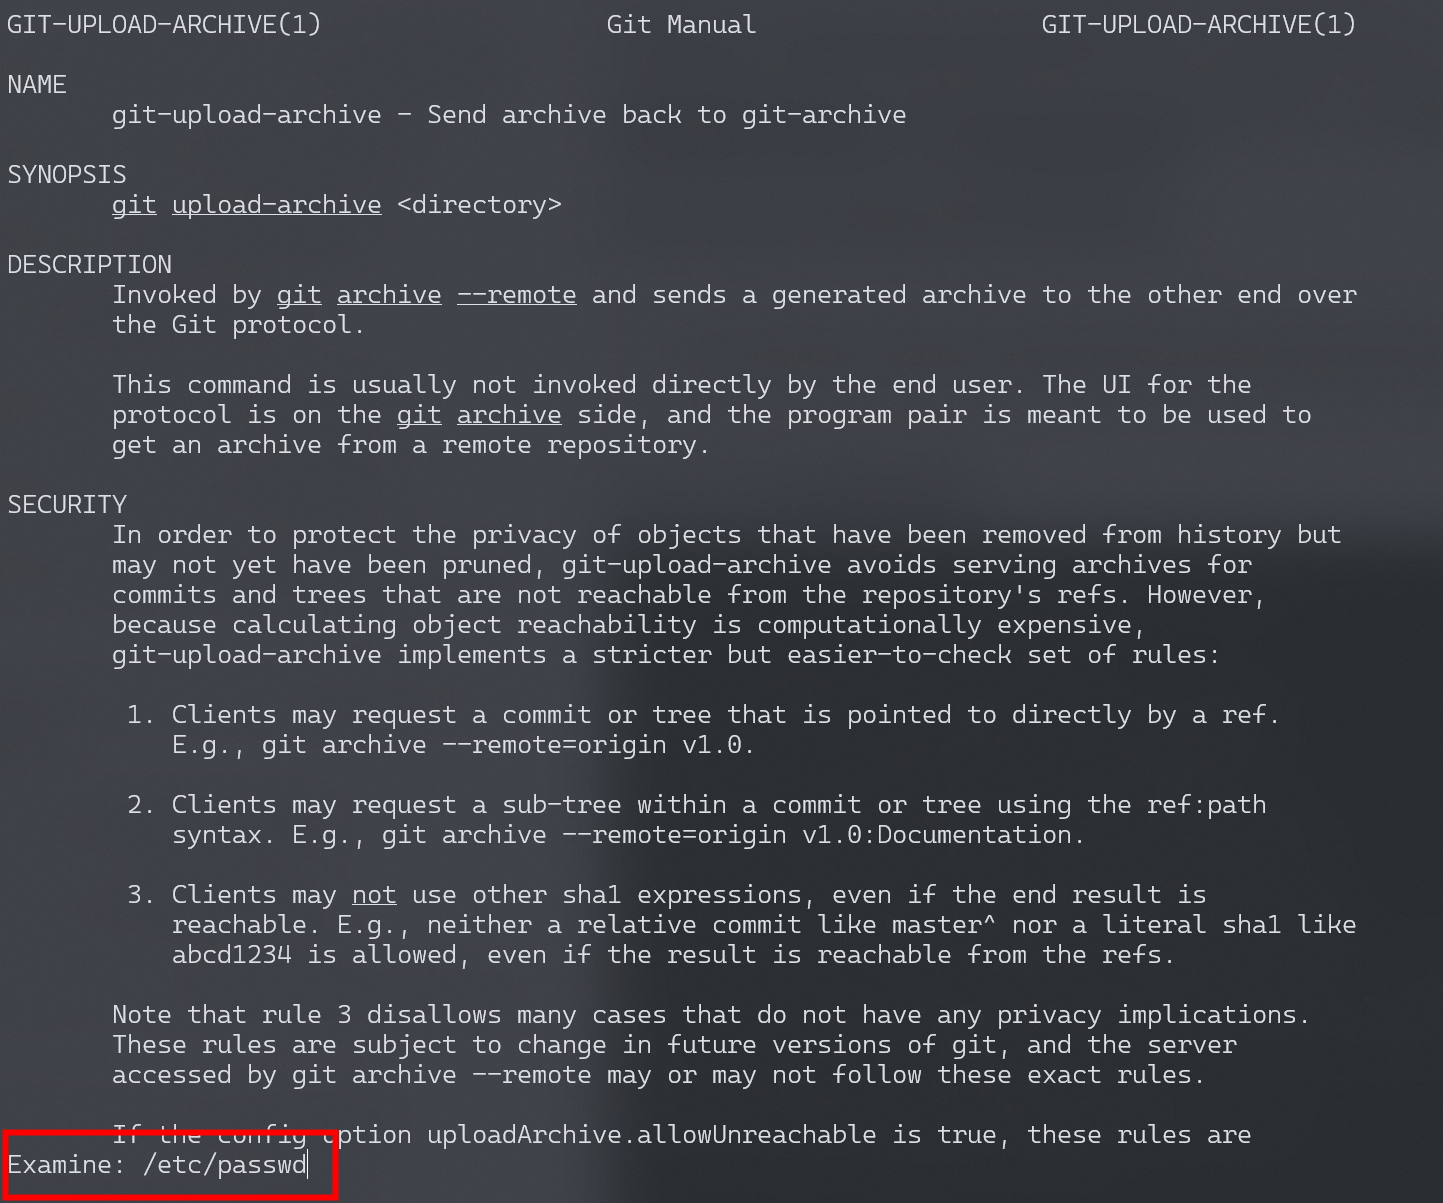 GIT-UPLOAD-ARCHIVE(1) Git Manual GIT-UPLOAD-ARCHIVE(1)
NAME
git-upload-archive - Send archive back to git-archive
SYNOPSIS
git upload-archive <directory>
DESCRIPTION
Invoked by git archive --remote and sends a generated archive to the other end over
the Git protocol.
This command is usually not invoked directly by the end user. The UI for the
protocol is on the git archive side, and the program pair is meant to be used to
get an archive from a remote repository.
SECURITY
In order to protect the privacy of objects that have been removed from history but
may not yet have been pruned, git-upload-archive avoids serving archives for
commits and trees that are not reachable from the repository's refs. However,
because calculating object reachability is computationally expensive,
git-upload-archive implements a stricter but easier-to-check set of rules:
1. Clients may request a commit or tree that is pointed to directly by a ref.
E.g., git archive --remote=origin v1.0.
2. Clients may request a sub-tree within a commit or tree using the ref:path
syntax. E.g., git archive --remote=origin v1.0:Documentation.
3. Clients may not use other sha1 expressions, even if the end result is
reachable. E.g., neither a relative commit like master^ nor a literal sha1 like
abcd1234 is allowed, even if the result is reachable from the refs.
Note that rule 3 disallows many cases that do not have any privacy implications.
These rules are subject to change in future versions of git, and the server
accessed by git archive --remote may or may not follow these exact rules.
If the config option uploadArchive.allowUnreachable is true, these rules are
Examine: /etc/passwd